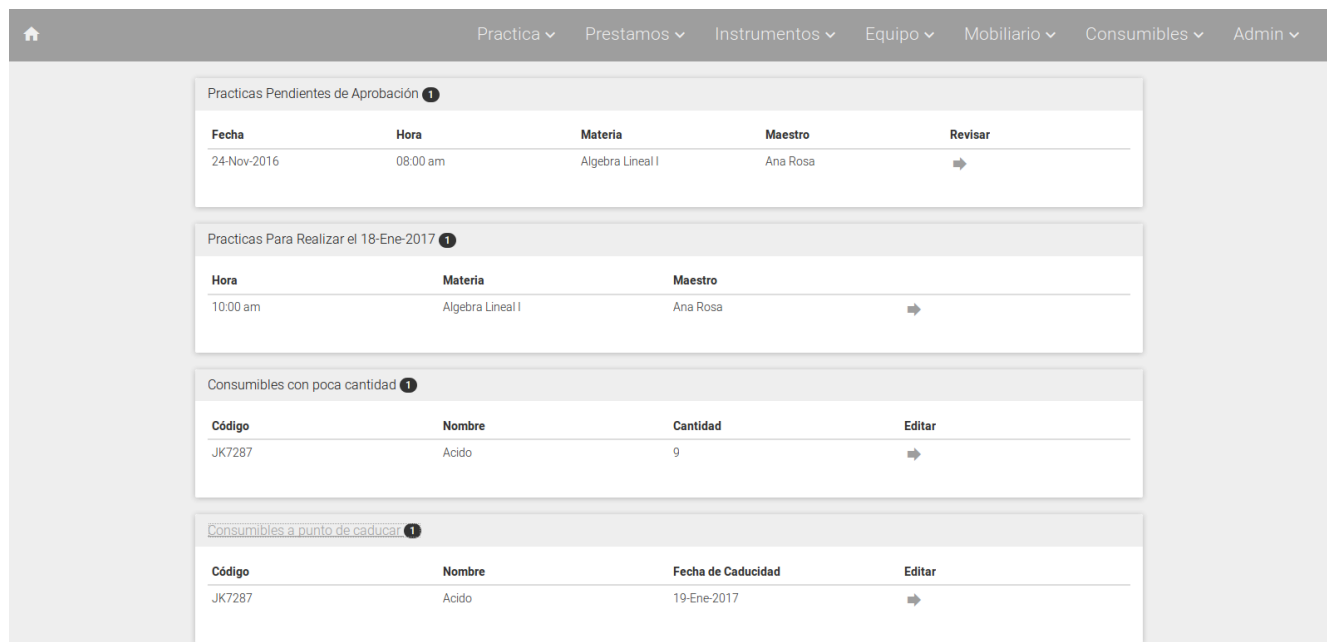 Practica Prestamos Instrumentos Equipo Mobiliario Consumibles Admin
Practicas Pendientes de Aprobación 1
Fecha Hora Materia Maestro Revisar
24-Nov-2016 08:00 am Algebra Lineal I Ana Rosa
Practicas Para Realizar el 18-Ene-2017 1
Hora Materia Maestro
10:00 am Algebra Lineal I Ana Rosa
Consumibles con poca cantidad 1
Código Nombre Cantidad Editar
JK7287 Acido 9
Consumibles a punto de caducar 1
Código Nombre Fecha de Caducidad Editar
JK7287 Acido 19-Ene-2017